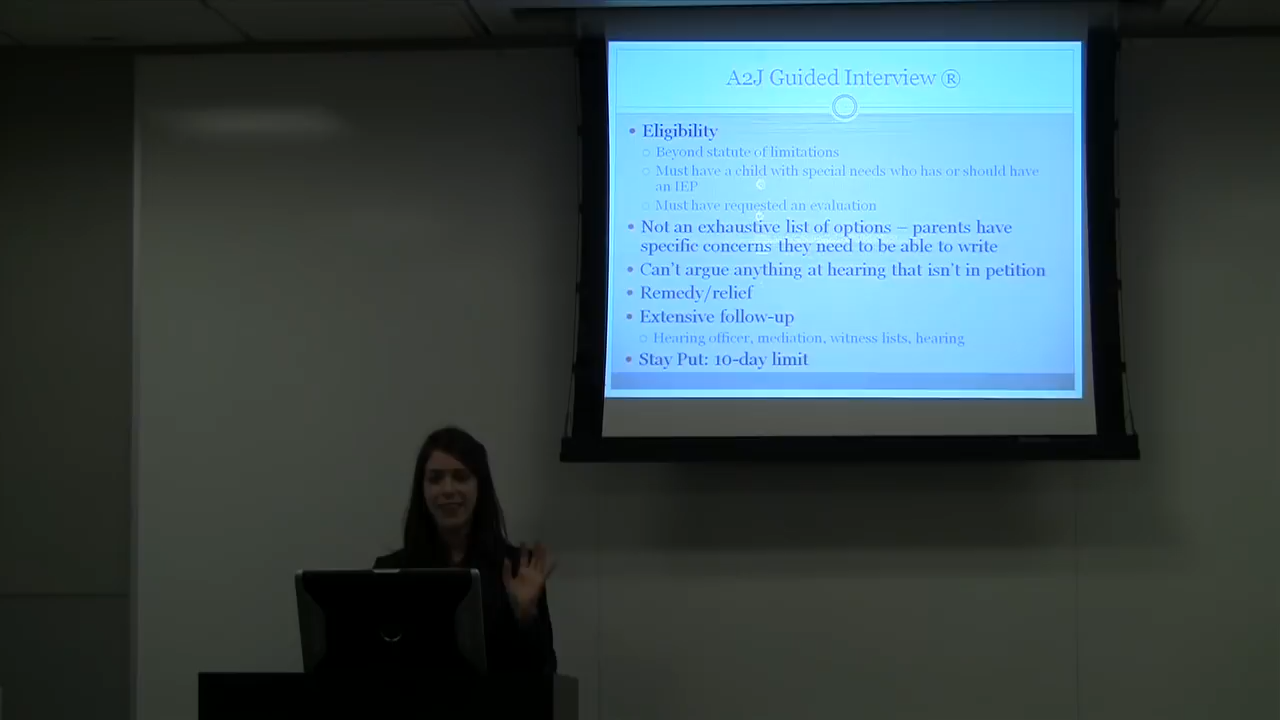 A2J Guided Interview ®
• Eligibility
○ Beyond statute of limitations
○ Must have a child with special needs who has or should have
an IEP
○ Must have requested an evaluation
• Not an exhaustive list of options – parents have
specific concerns they need to be able to write
• Can't argue anything at hearing that isn't in petition
• Remedy/relief
• Extensive follow-up
○ Hearing officer, mediation, witness lists, hearing
• Stay Put: 10-day limit